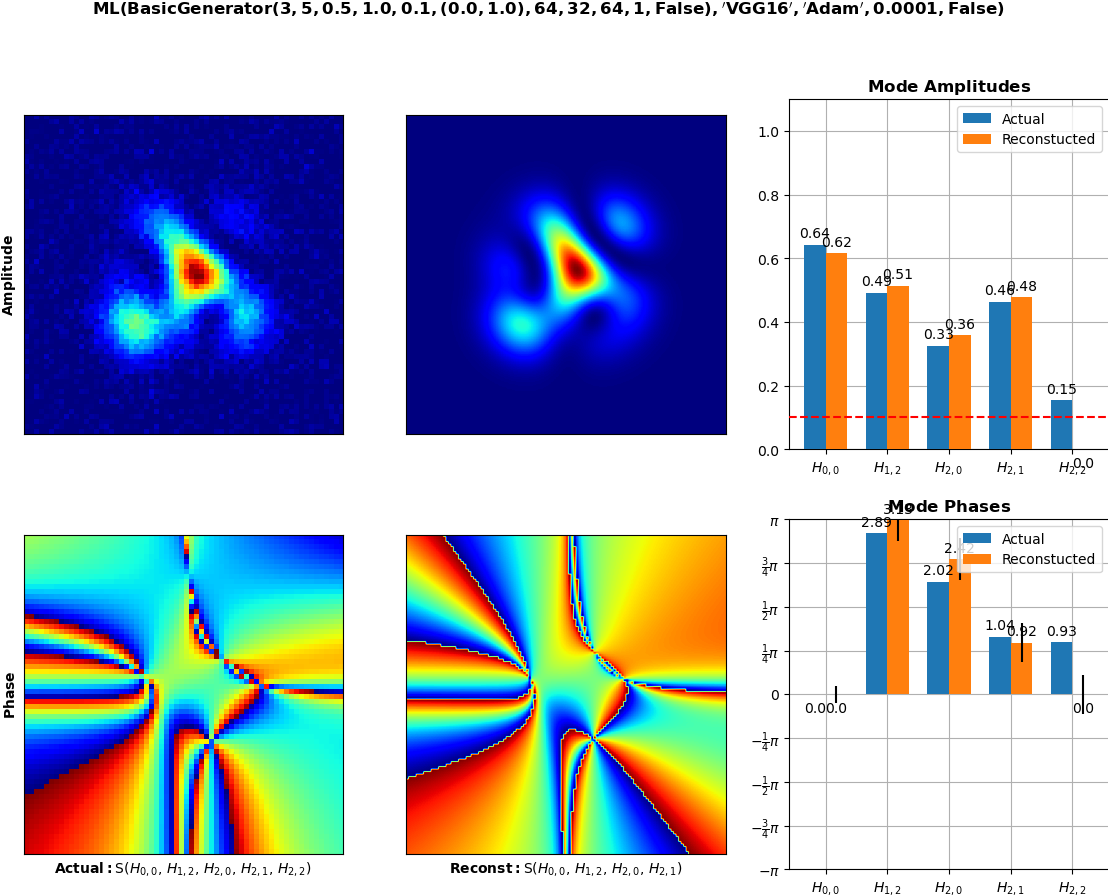 ML(BasicGenerator(3, 5, 0.5, 1.0, 0.1, (0.0, 1.0), 64, 32, 64, 1, False), ′VGG16′, ′Adam′, 0.0001, False)
Amplitude
Mode Amplitudes
Actual
Reconstucted
1.0
0.8
0.6
0.4
0.2
0.0
0.64
0.62
0.49
0.51
0.33
0.36
0.46
0.48
0.15
0.0
H0,0
H1,2
H2,0
H2,1
H2,2
Phase
Actual: S(H0,0, H1,2, H2,0, H2,1, H2,2)
Reconst: S(H0,0, H1,2, H2,0, H2,1)
Mode Phases
Actual
Reconstucted
π
3/4π
1/2π
1/4π
0
−1/4π
−1/2π
−3/4π
−π
0.0
0.0
2.89
2.02
1.04
0.92
0.93
0.0
H0,0
H1,2
H2,0
H2,1
H2,2